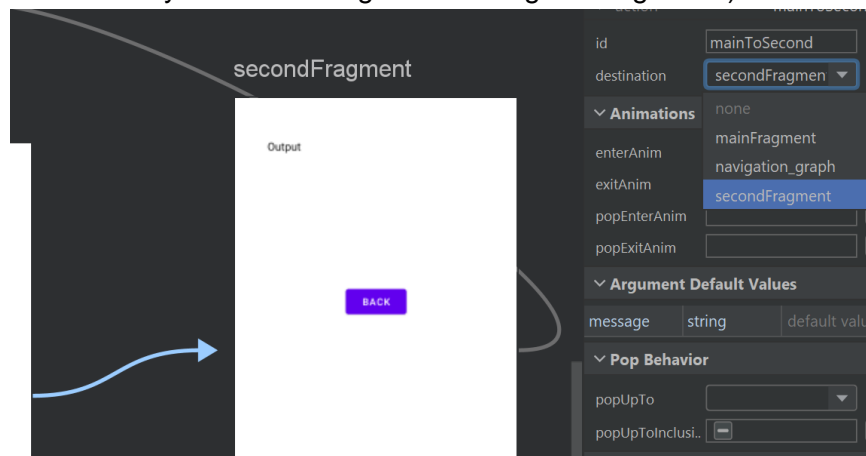 secondFragment
Output
BACK
id mainToSecond
destination secondFragmen
Animations
none
mainFragment
enterAnim
navigation_graph
exitAnim
secondFragment
popEnterAnim
popExitAnim
Argument Default Values
message string default valu
Pop Behavior
popUpTo
popUpToInclusi..